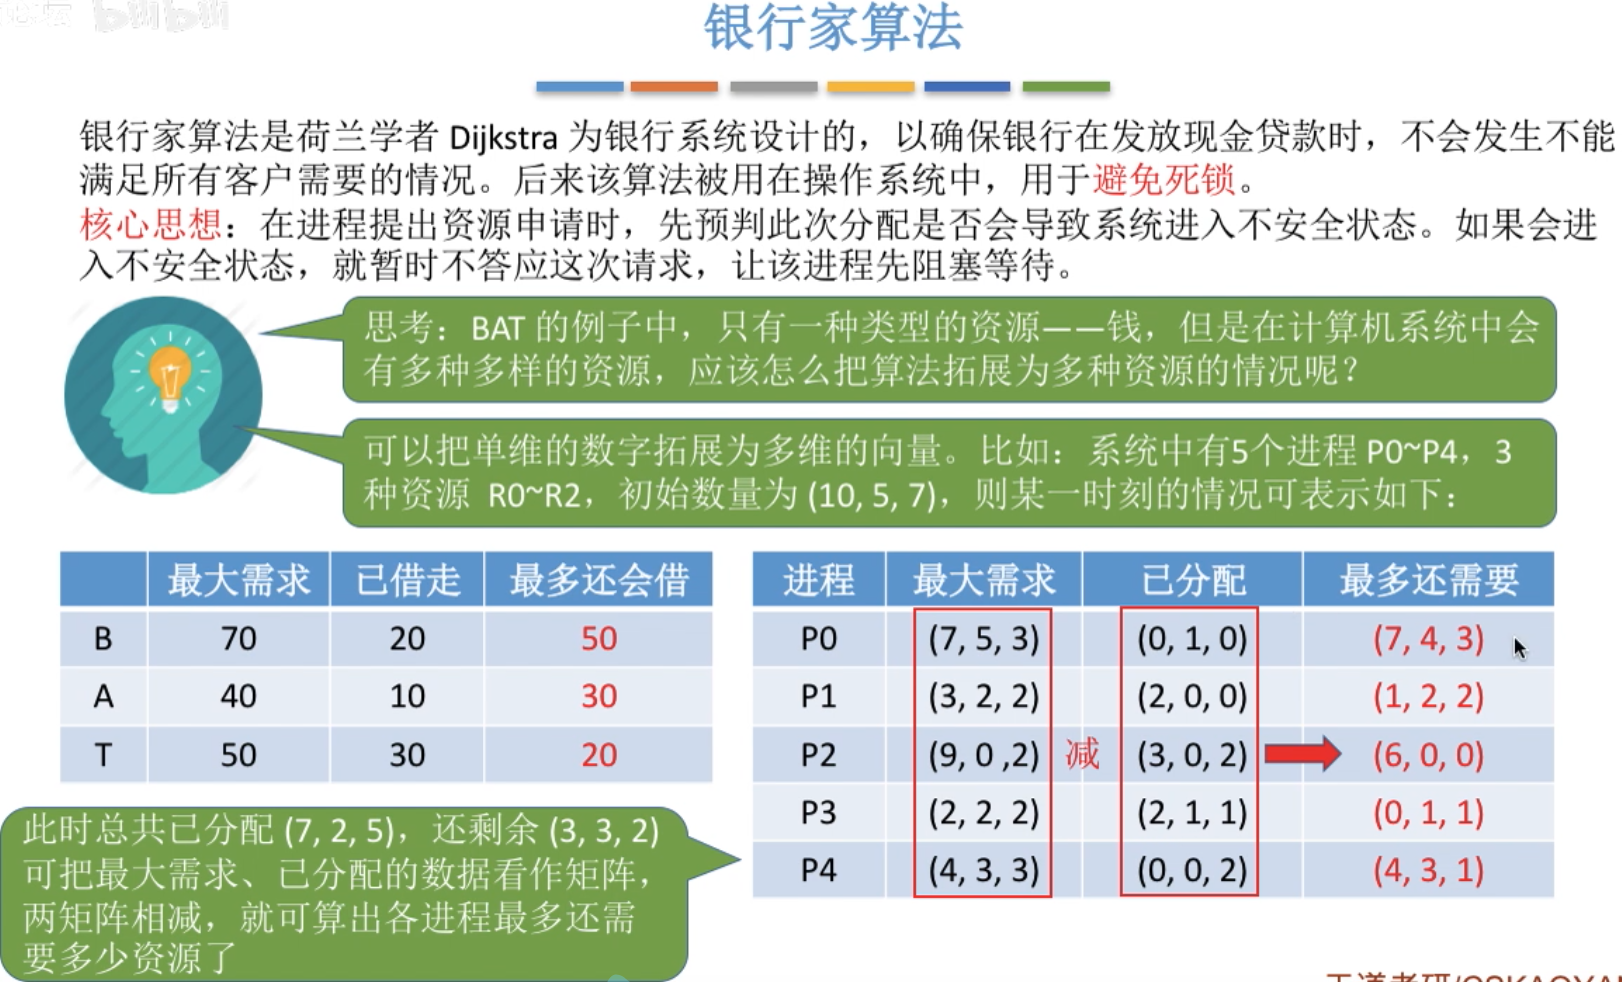 bilibili
银行家算法
银行家算法是荷兰学者 Dijkstra 为银行系统设计的，以确保银行在发放现金贷款时，不会发生不能
满足所有客户需要的情况。后来该算法被用在操作系统中，用于避免死锁。
核心思想：在进程提出资源申请时，先预判此次分配是否会导致系统进入不安全状态。如果会进
入不安全状态，就暂时不答应这次请求，让该进程先阻塞等待。
思考：BAT 的例子中，只有一种类型的资源——钱，但是在计算机系统中会
有多种多样的资源，应该怎么把算法拓展为多种资源的情况呢？
可以把单维的数字拓展为多维的向量。比如：系统中有5个进程 P0~P4，3
种资源 R0~R2，初始数量为 (10, 5, 7)，则某一时刻的情况可表示如下：
最大需求 已借走 最多还会借
B 70 20 50
A 40 10 30
T 50 30 20
进程 最大需求 已分配 最多还需要
P0 (7, 5, 3) (0, 1, 0) (7, 4, 3)
P1 (3, 2, 2) (2, 0, 0) (1, 2, 2)
P2 (9, 0 ,2) 减 (3, 0, 2) (6, 0, 0)
P3 (2, 2, 2) (2, 1, 1) (0, 1, 1)
P4 (4, 3, 3) (0, 0, 2) (4, 3, 1)
此时总共已分配 (7, 2, 5)，还剩余 (3, 3, 2)
可把最大需求、已分配的数据看作矩阵，
两矩阵相减，就可算出各进程最多还需
要多少资源了